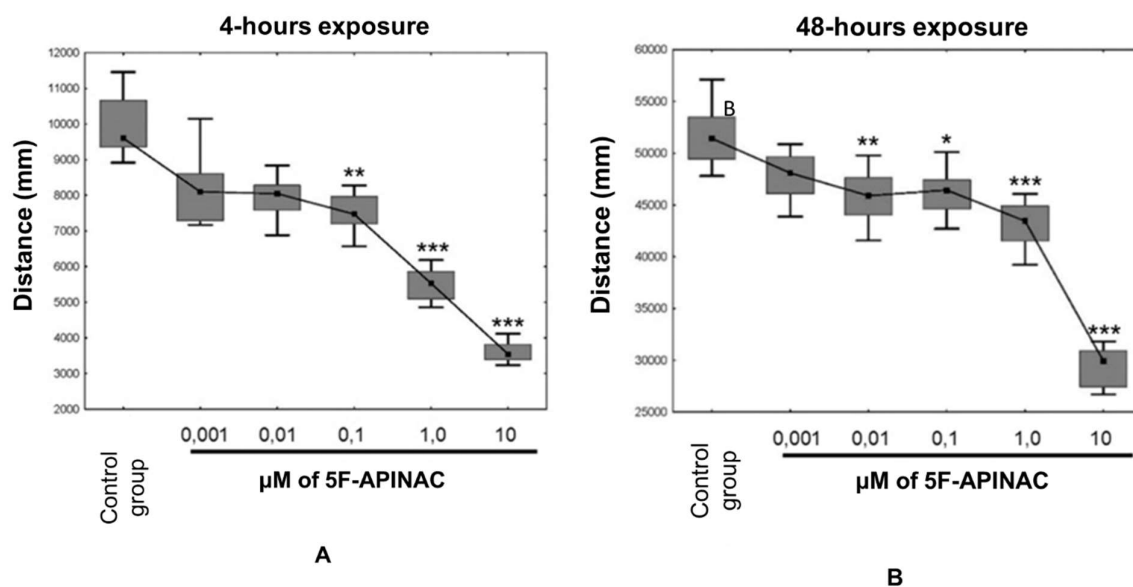 4-hours exposure
Distance (mm)
12000
11000
10000
9000
8000
7000
6000
5000
4000
3000
2000
**
***
***
Control group
0,001 0,01 0,1 1,0 10
µM of 5F-APINAC
A
48-hours exposure
Distance (mm)
60000
55000
50000
45000
40000
35000
30000
25000
B
**
*
***
***
Control group
0,001 0,01 0,1 1,0 10
µM of 5F-APINAC
B